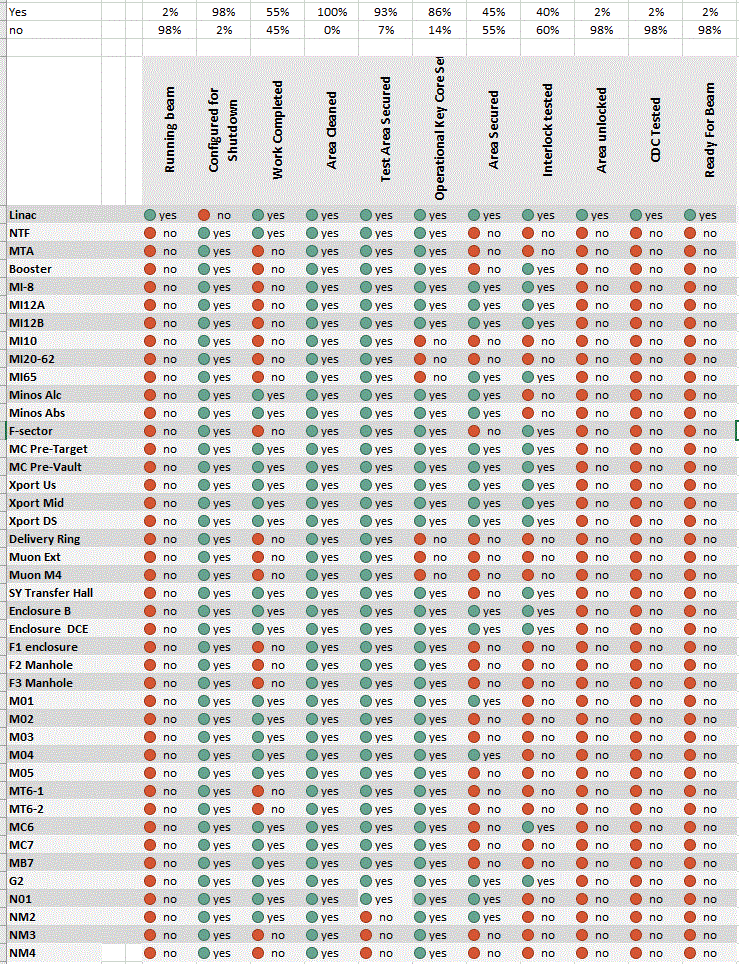 Yes 2% 98% 55% 100% 93% 86% 45% 40% 2% 2% 2%
no 98% 2% 45% 0% 7% 14% 55% 60% 98% 98% 98%
Running beam
Configured for
Shutdown
Work Completed
Area Cleaned
Test Area Secured
Operational Key Core Se
Area Secured
Interlock tested
Area unlocked
CDC Tested
Ready For Beam
Linac yes no yes yes yes yes yes yes yes yes yes
NTF no yes yes yes yes yes no no no no no
MTA no yes no yes yes yes no no no no no
Booster no yes no yes yes yes no yes no no no
MI-8 no yes no yes yes yes yes yes no no no
MI12A no yes no yes yes yes yes yes no no no
MI12B no yes no yes yes yes yes yes no no no
MI10 no yes no yes yes no no no no no no
MI20-62 no yes no yes yes no no no no no no
MI65 no yes no yes yes no yes yes no no no
Minos Alc no yes yes yes yes yes yes no no no no
Minos Abs no yes yes yes yes yes yes yes no no no
F-sector no yes no yes yes yes no yes no no no
MC Pre-Target no yes yes yes yes yes yes yes no no no
MC Pre-Vault no yes yes yes yes yes yes yes no no no
Xport Us no yes yes yes yes yes yes yes no no no
Xport Mid no yes yes yes yes yes yes yes no no no
Xport DS no yes yes yes yes yes yes yes no no no
Delivery Ring no yes no yes yes no no no no no no
Muon Ext no yes no yes yes no no no no no no
Muon M4 no yes no yes yes no no no no no no
SY Transfer Hall no yes yes yes yes yes no yes no no no
Enclosure B no yes yes yes yes yes yes yes no no no
Enclosure DCE no yes yes yes yes yes yes yes no no no
F1 enclosure no yes no yes yes yes no no no no no
F2 Manhole no yes no yes yes yes no no no no no
F3 Manhole no yes no yes yes yes no no no no no
M01 no yes yes yes yes yes yes no no no no
M02 no yes yes yes yes yes no no no no no
M03 no yes yes yes yes yes no no no no no
M04 no yes yes yes yes yes yes no no no no
M05 no yes yes yes yes yes no no no no no
MT6-1 no yes no yes yes yes no no no no no
MT6-2 no yes no yes yes yes no no no no no
MC6 no yes yes yes yes yes no yes no no no
MC7 no yes yes yes yes yes no no no no no
MB7 no yes yes yes yes yes no no no no no
G2 no yes yes yes yes yes yes yes no no no
N01 no yes yes yes yes yes yes no no no no
NM2 no yes yes yes no yes yes no no no no
NM3 no yes no yes no yes no no no no no
NM4 no yes no yes no yes no no no no no